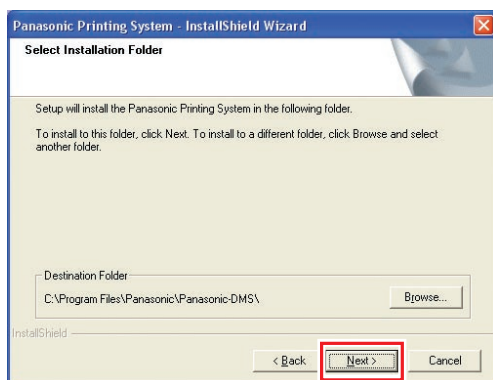 Panasonic Printing System - InstallShield Wizard
Select Installation Folder
Setup will install the Panasonic Printing System in the following folder.
To install to this folder, click Next. To install to a different folder, click Browse and select
another folder.
Destination Folder
C:\Program Files\Panasonic\Panasonic-DMS\
Browse...
InstallShield
< Back
Next >
Cancel